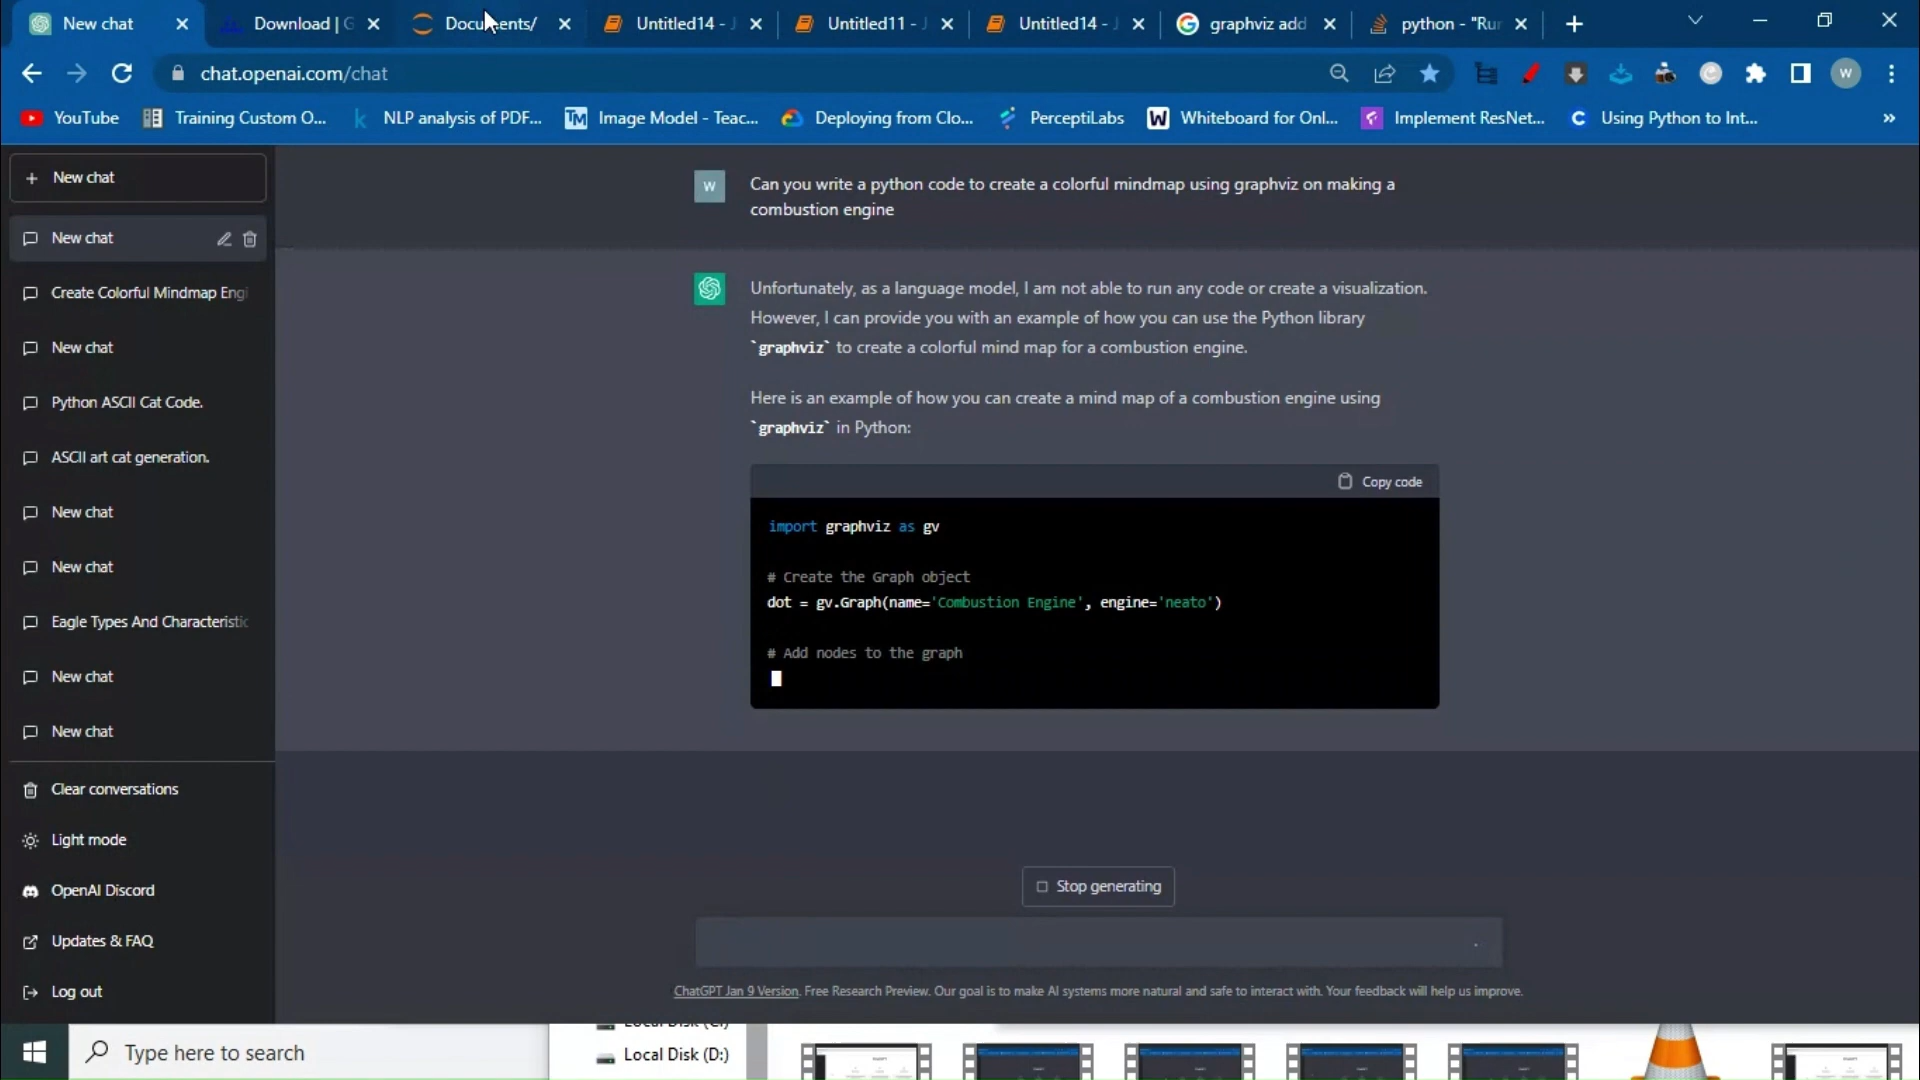 New chat
Download | G
Documents/
Untitled14 - J
Untitled11 - J
Untitled14 - J
graphviz add
python - "Run
chat.openai.com/chat
W
YouTube
Training Custom O...
NLP analysis of PDF...
TM
Image Model - Teac...
Deploying from Clo...
PerceptiLabs
W
Whiteboard for Onl...
Implement ResNet...
C
Using Python to Int...
»
+ New chat
New chat
Create Colorful Mindmap Engi
New chat
Python ASCII Cat Code.
ASCII art cat generation.
New chat
New chat
Eagle Types And Characteristic
New chat
New chat
Clear conversations
Light mode
OpenAI Discord
Updates & FAQ
Log out
W
Can you write a python code to create a colorful mindmap using graphviz on making a
combustion engine
Unfortunately, as a language model, I am not able to run any code or create a visualization.
However, I can provide you with an example of how you can use the Python library
`graphviz` to create a colorful mind map for a combustion engine.
Here is an example of how you can create a mind map of a combustion engine using
`graphviz` in Python:
Copy code
import graphviz as gv
# Create the Graph object
dot = gv.Graph(name='Combustion Engine', engine='neato')
# Add nodes to the graph
Stop generating
ChatGPT Jan 9 Version. Free Research Preview. Our goal is to make AI systems more natural and safe to interact with. Your feedback will help us improve.
Type here to search
Local Disk (C:)
Local Disk (D:)